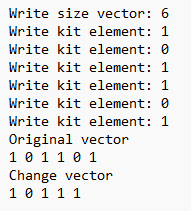 Write size vector: 6
Write kit element: 1
Write kit element: 0
Write kit element: 1
Write kit element: 1
Write kit element: 0
Write kit element: 1
Original vector
1 0 1 1 0 1
Change vector
1 0 1 1 1